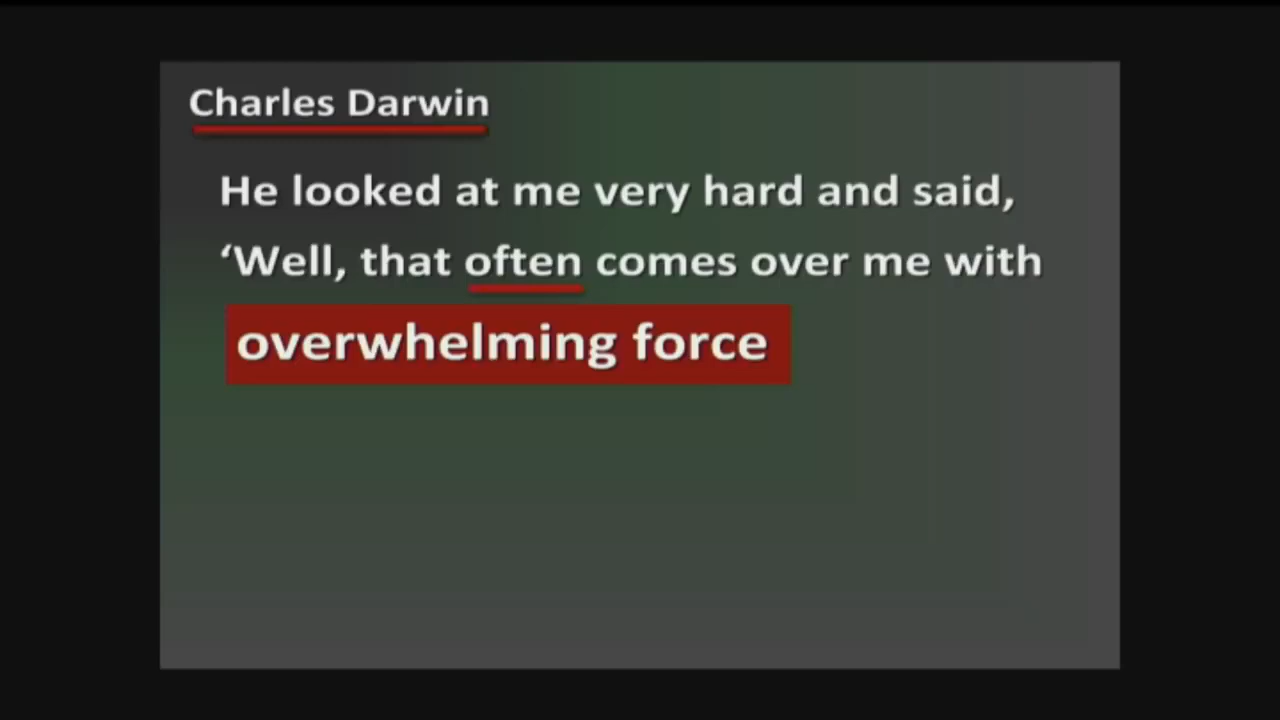 Charles Darwin
He looked at me very hard and said,
‘Well, that often comes over me with
overwhelming force